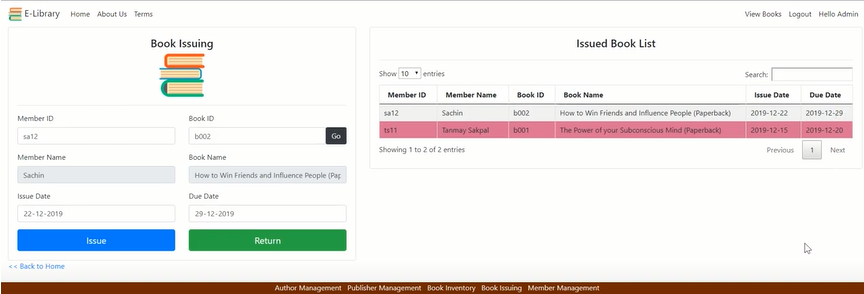 E-Library Home About Us Terms View Books Logout Hello Admin
Book Issuing
Member ID Book ID
sa12 b002 Go
Member Name Book Name
Sachin How to Win Friends and Influence People (Pap
Issue Date Due Date
22-12-2019 29-12-2019
Issue Return
<< Back to Home
Issued Book List
Show 10 entries Search:
Member ID Member Name Book ID Book Name Issue Date Due Date
sa12 Sachin b002 How to Win Friends and Influence People (Paperback) 2019-12-22 2019-12-29
ts11 Tanmay Sakpal b001 The Power of your Subconscious Mind (Paperback) 2019-12-15 2019-12-20
Showing 1 to 2 of 2 entries Previous 1 Next
Author Management Publisher Management Book Inventory Book Issuing Member Management